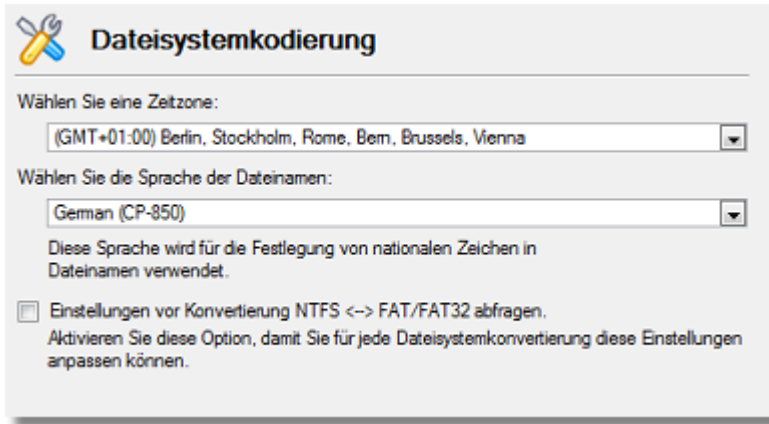 Dateisystemkodierung
Wählen Sie eine Zeitzone:
(GMT+01:00) Berlin, Stockholm, Rome, Bern, Brussels, Vienna
Wählen Sie die Sprache der Dateinamen:
German (CP-850)
Diese Sprache wird für die Festlegung von nationalen Zeichen in
Dateinamen verwendet.
Einstellungen vor Konvertierung NTFS <--> FAT/FAT32 abfragen.
Aktivieren Sie diese Option, damit Sie für jede Dateisystemkonvertierung diese Einstellungen
anpassen können.